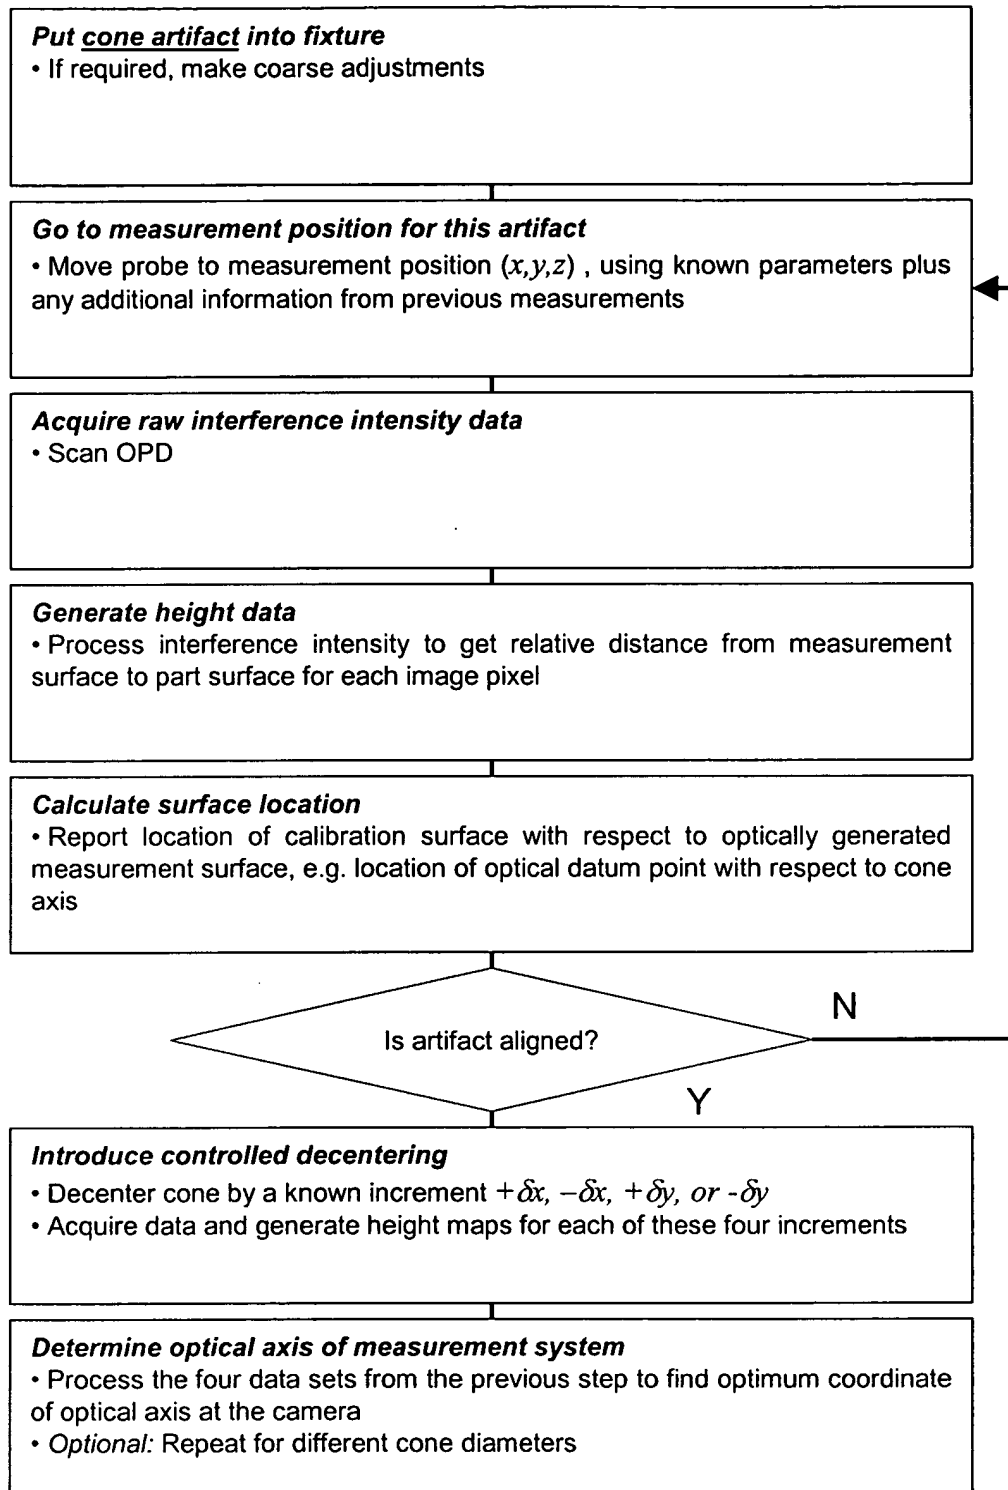 Put cone artifact into fixture
• If required, make coarse adjustments
Go to measurement position for this artifact
• Move probe to measurement position (x,y,z) , using known parameters plus
any additional information from previous measurements
Acquire raw interference intensity data
• Scan OPD
Generate height data
• Process interference intensity to get relative distance from measurement
surface to part surface for each image pixel
Calculate surface location
• Report location of calibration surface with respect to optically generated
measurement surface, e.g. location of optical datum point with respect to cone
axis
N
Is artifact aligned?
Y
Introduce controlled decentering
• Decenter cone by a known increment +δx, −δx, +δy, or -δy
• Acquire data and generate height maps for each of these four increments
Determine optical axis of measurement system
• Process the four data sets from the previous step to find optimum coordinate
of optical axis at the camera
• Optional: Repeat for different cone diameters